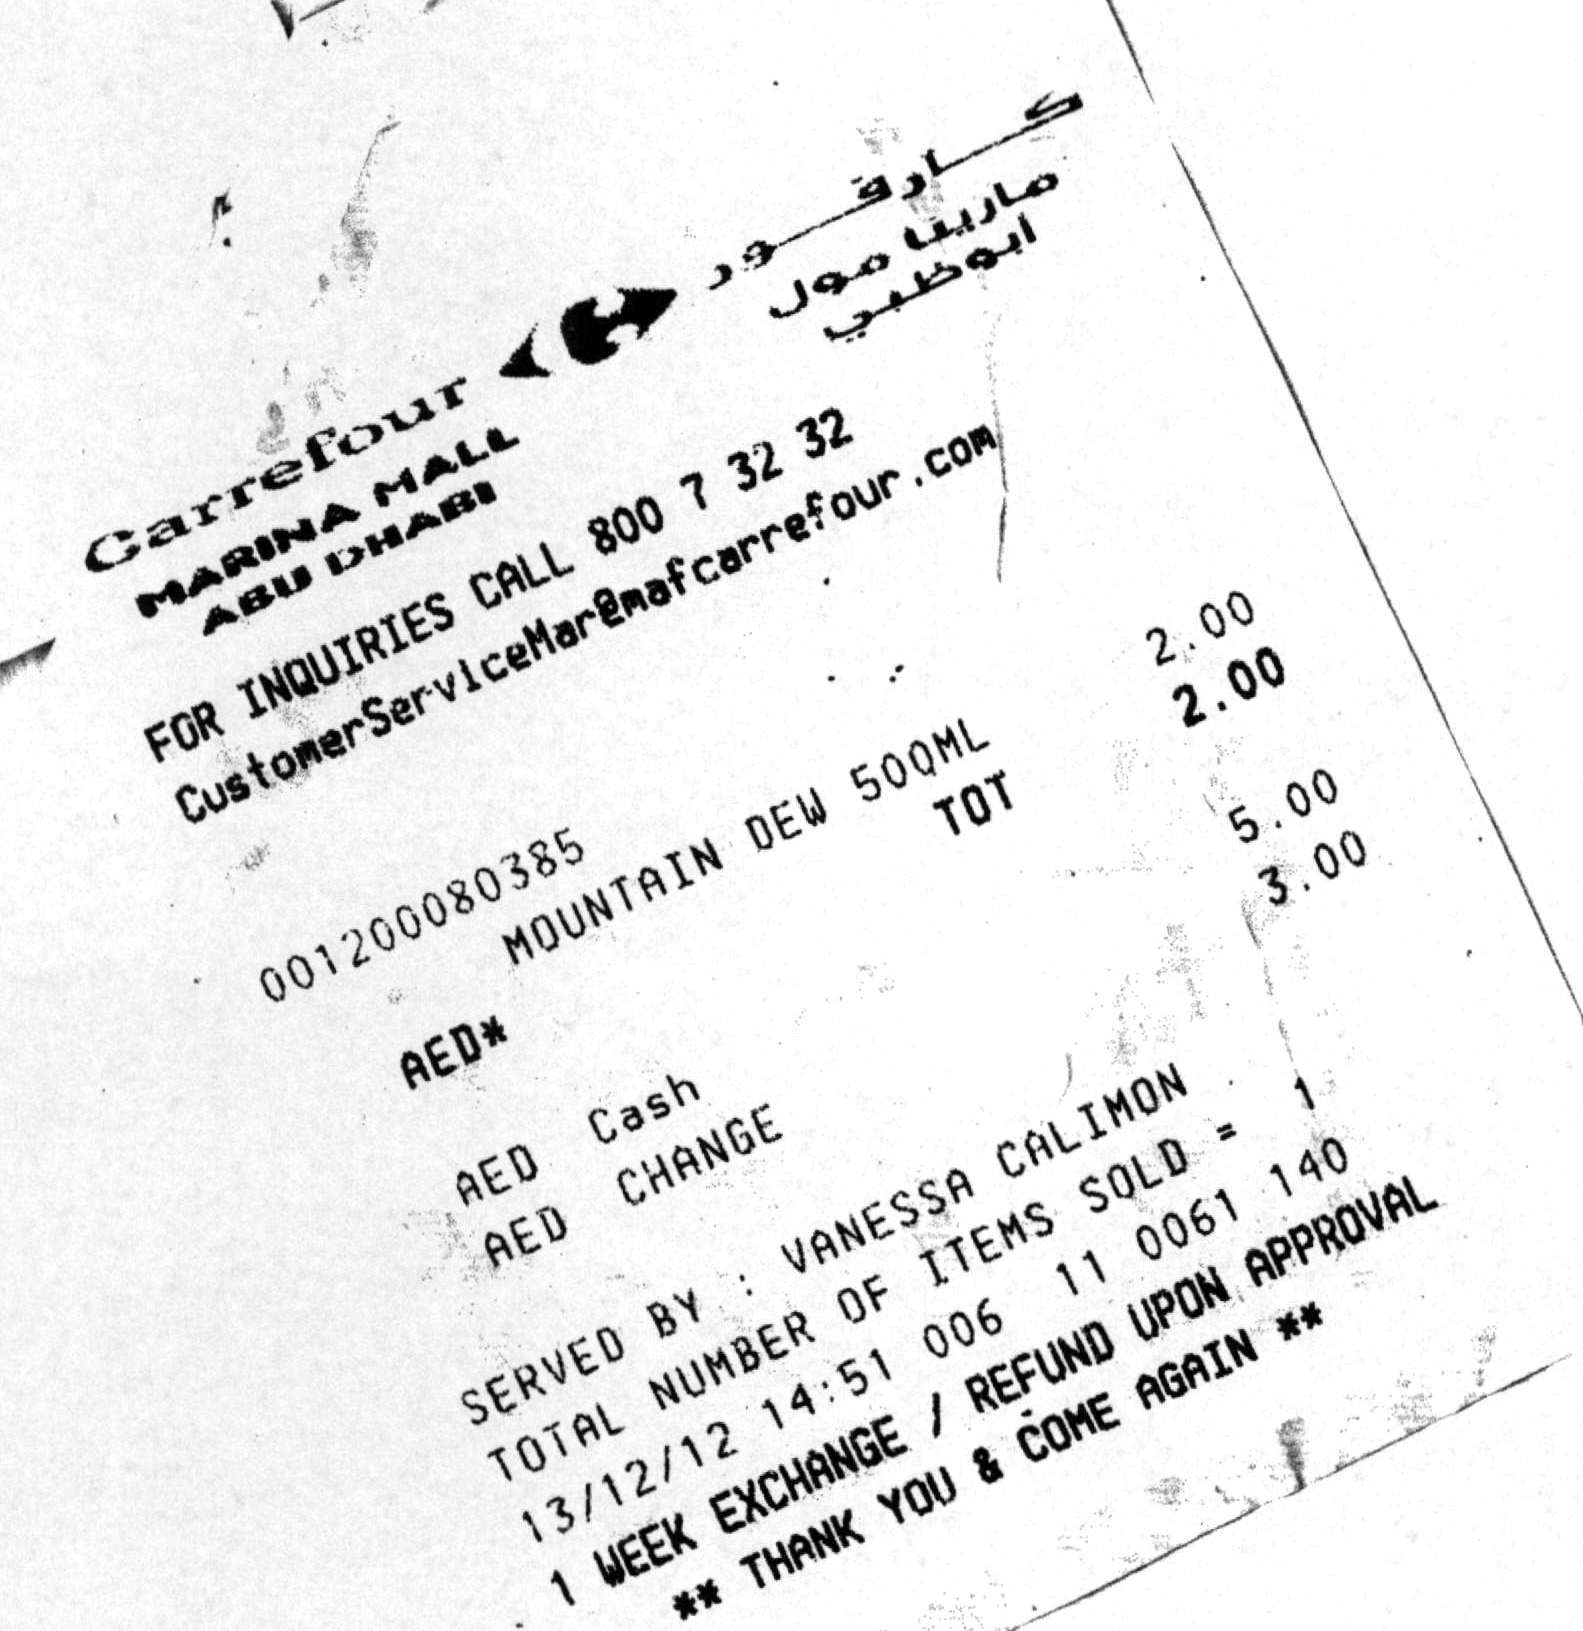 Carrefour كارفور
MARINA MALL مارينا مول
ABU DHABI ابوظبي
FOR INQUIRIES CALL 800 7 32 32
CustomerServiceMar@mafcarrefour.com
001200080385 2.00
MOUNTAIN DEW 500ML
AED* TOT 2.00
AED Cash 5.00
AED CHANGE 3.00
SERVED BY : VANESSA CALIMON
TOTAL NUMBER OF ITEMS SOLD = 1
13/12/12 14:51 006 11 0061 140
1 WEEK EXCHANGE / REFUND UPON APPROVAL
** THANK YOU & COME AGAIN **